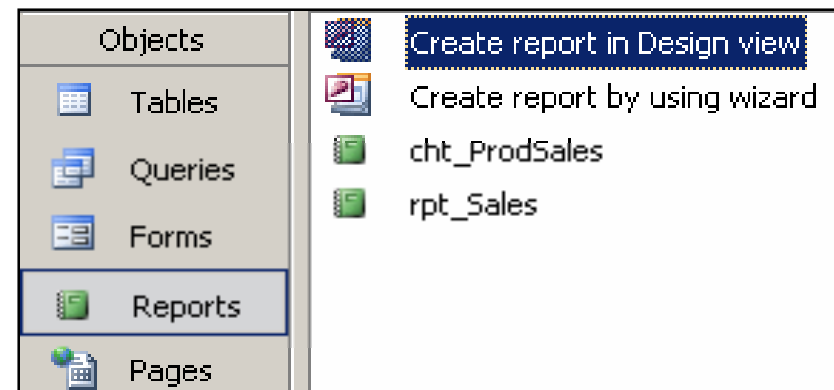 Objects
Tables
Queries
Forms
Reports
Pages
Create report in Design view
Create report by using wizard
cht_ProdSales
rpt_Sales